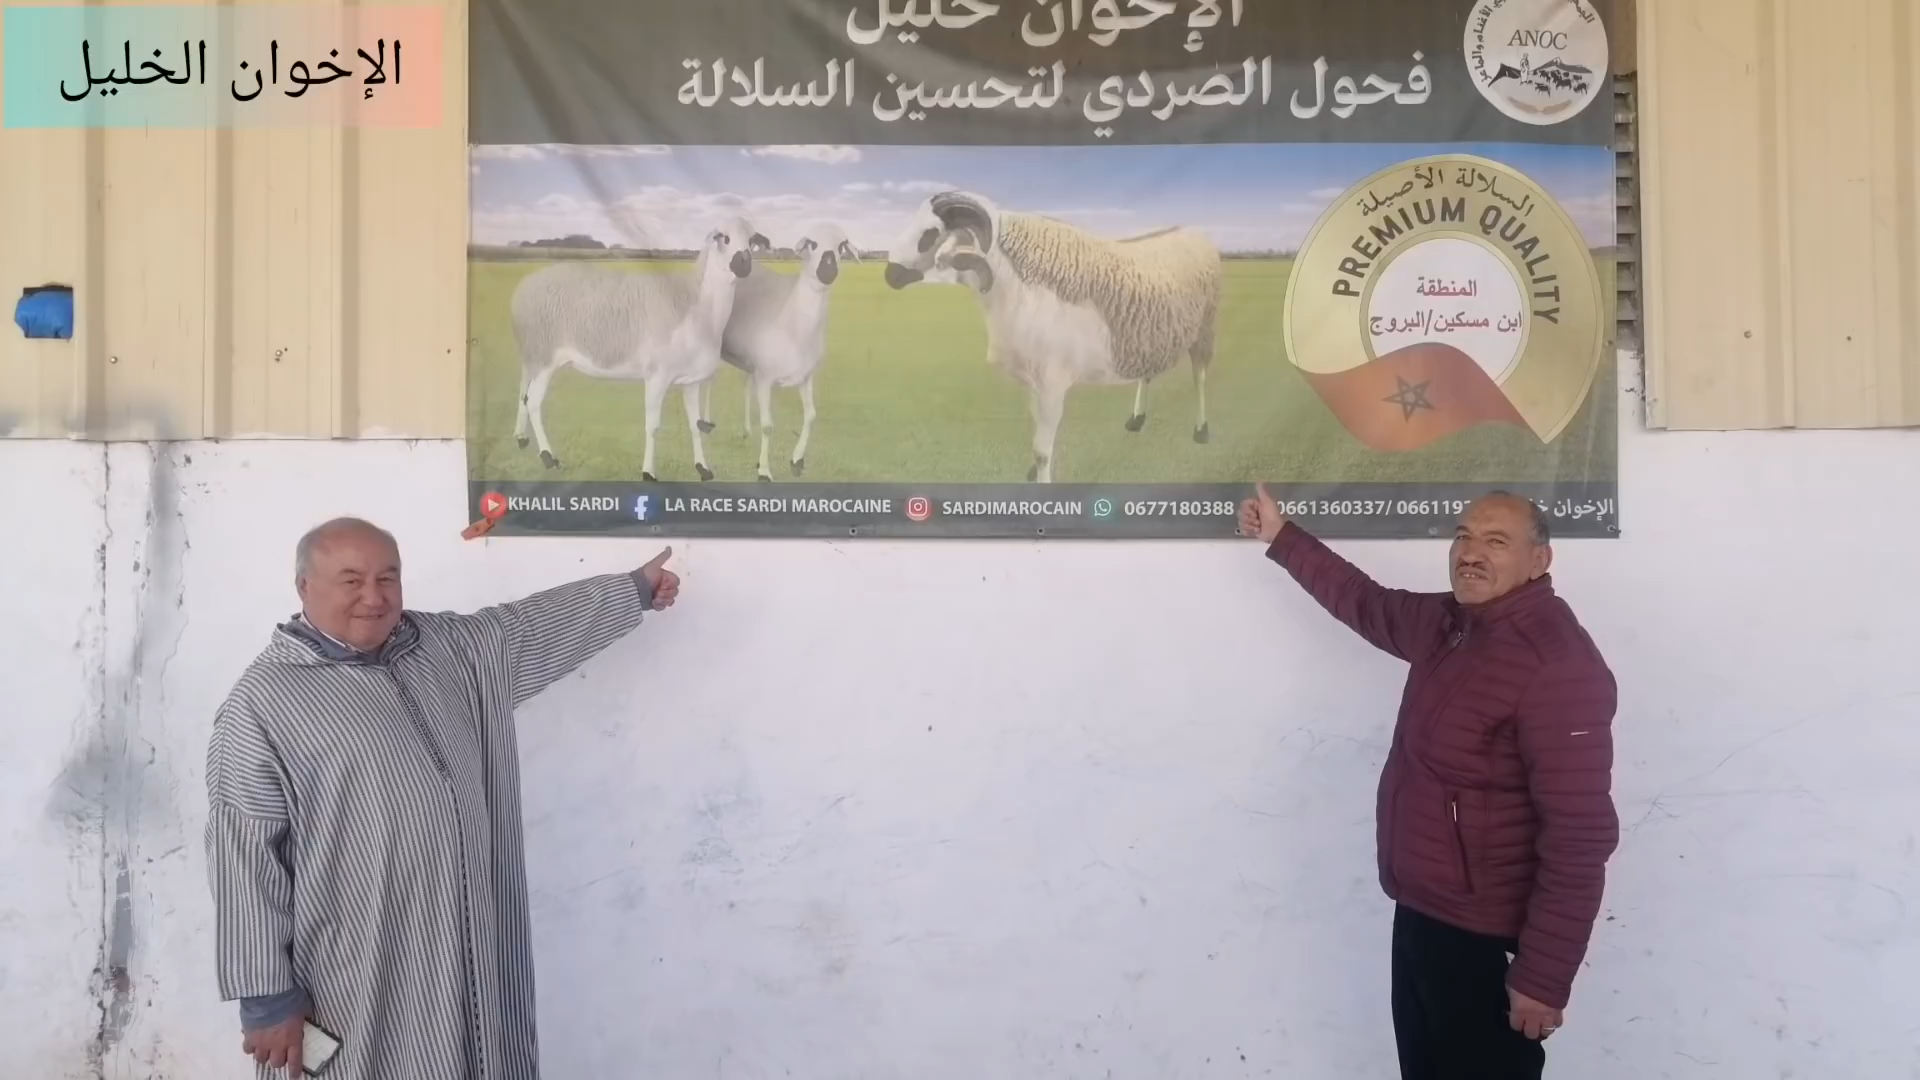 الإخوان الخليل
الإخوان خليل
فحول الصردي لتحسين السلالة
ANOC
السلالة الأصيلة
PREMIUM QUALITY
المنطقة
ابن مسكين/البروج
KHALIL SARDI LA RACE SARDI MAROCAINE SARDIMAROCAIN 0677180388 0661360337/ الإخوان